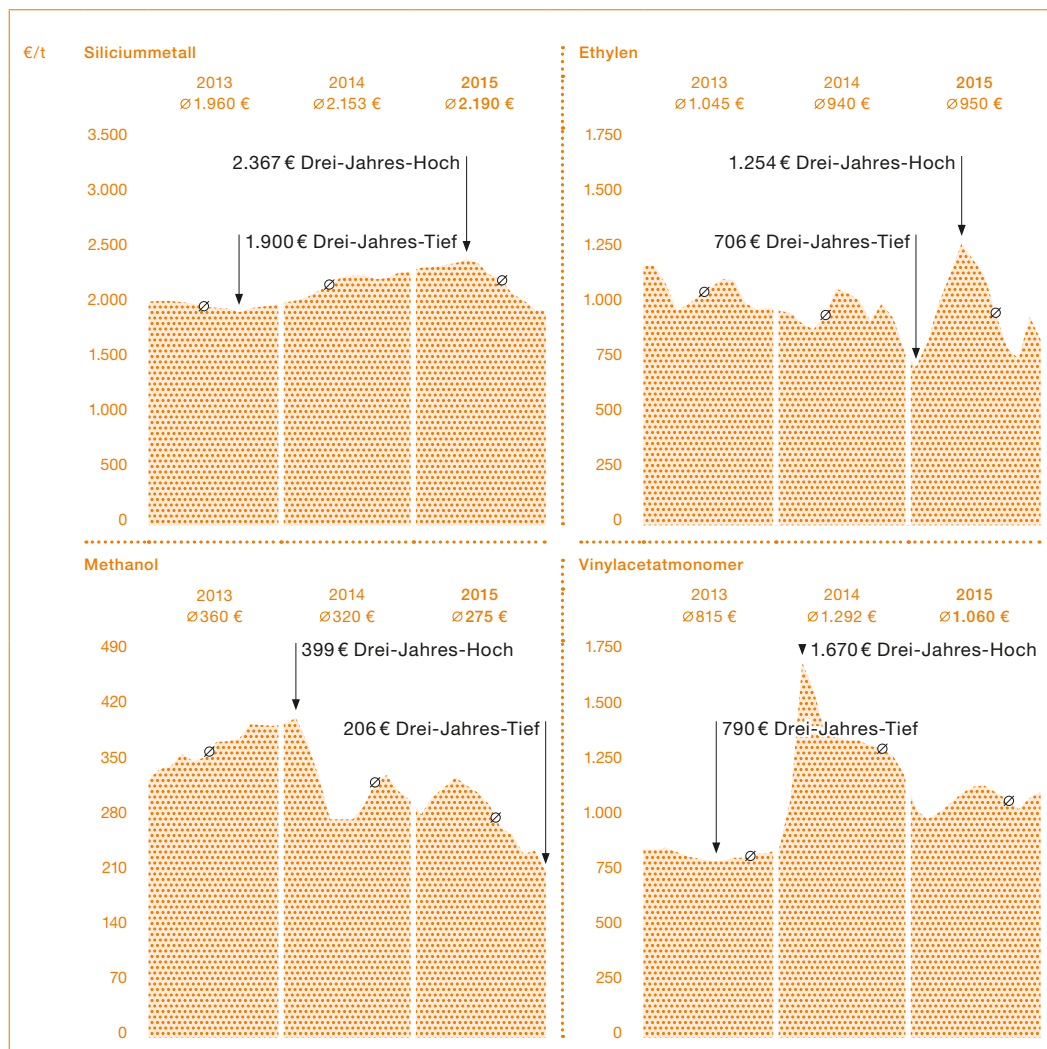 €/t
Siliciummetall
2013 2014 2015
Ø 1.960 € Ø 2.153 € Ø 2.190 €
3.500
3.000
2.500
2.000
1.500
1.000
500
0
2.367 € Drei-Jahres-Hoch
1.900 € Drei-Jahres-Tief
Ø Ø Ø
Ethylen
2013 2014 2015
Ø 1.045 € Ø 940 € Ø 950 €
1.750
1.500
1.250
1.000
750
500
250
0
1.254 € Drei-Jahres-Hoch
706 € Drei-Jahres-Tief
Ø Ø Ø
Methanol
2013 2014 2015
Ø 360 € Ø 320 € Ø 275 €
490
420
350
280
210
140
70
0
399 € Drei-Jahres-Hoch
206 € Drei-Jahres-Tief
Ø Ø Ø
Vinylacetatmonomer
2013 2014 2015
Ø 815 € Ø 1.292 € Ø 1.060 €
1.750
1.500
1.250
1.000
750
500
250
0
1.670 € Drei-Jahres-Hoch
790 € Drei-Jahres-Tief
Ø Ø Ø